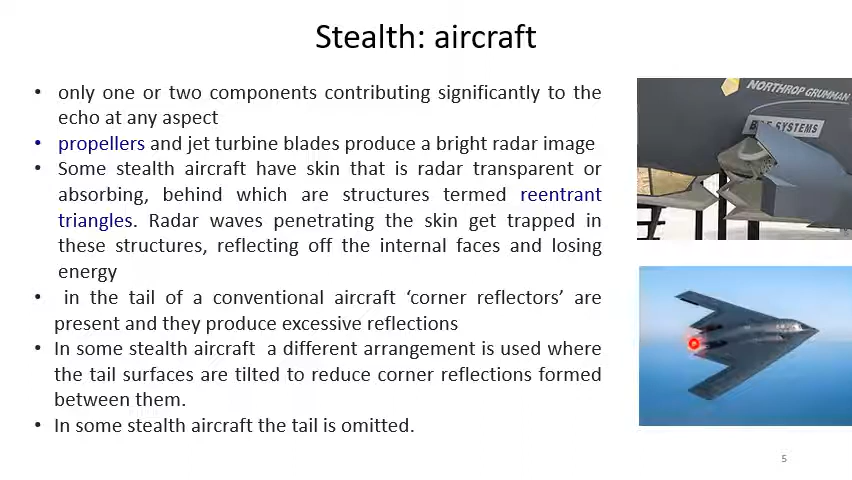 Stealth: aircraft
• only one or two components contributing significantly to the
echo at any aspect
• propellers and jet turbine blades produce a bright radar image
• Some stealth aircraft have skin that is radar transparent or
absorbing, behind which are structures termed reentrant
triangles. Radar waves penetrating the skin get trapped in
these structures, reflecting off the internal faces and losing
energy
• in the tail of a conventional aircraft ‘corner reflectors’ are
present and they produce excessive reflections
• In some stealth aircraft a different arrangement is used where
the tail surfaces are tilted to reduce corner reflections formed
between them.
• In some stealth aircraft the tail is omitted.
NORTHROP GRUMMAN
SYSTEMS
5